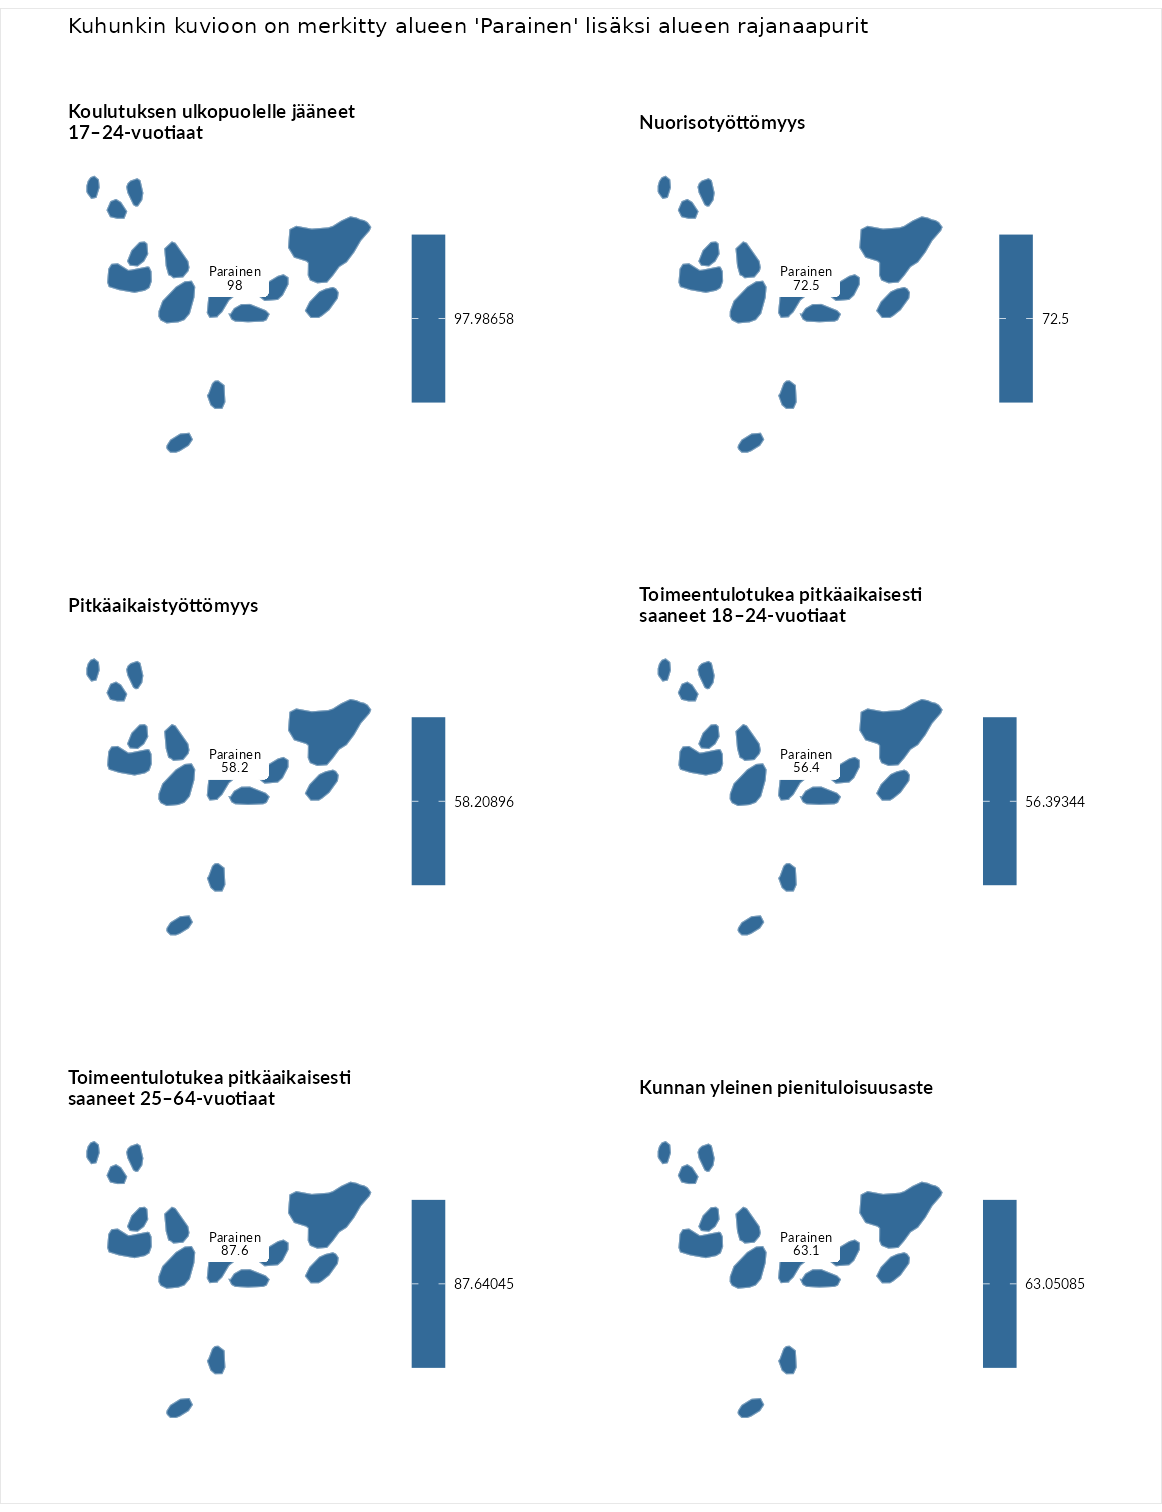 Kuhunkin kuvioon on merkitty alueen 'Parainen' lisäksi alueen rajanaapurit
Koulutuksen ulkopuolelle jääneet
17–24-vuotiaat
Parainen
98
97.98658
Nuorisotyöttömyys
Parainen
72.5
72.5
Pitkäaikaistyöttömyys
Parainen
58.2
58.20896
Toimeentulotukea pitkäaikaisesti
saaneet 18–24-vuotiaat
Parainen
56.4
56.39344
Toimeentulotukea pitkäaikaisesti
saaneet 25–64-vuotiaat
Parainen
87.6
87.64045
Kunnan yleinen pienituloisuusaste
Parainen
63.1
63.05085